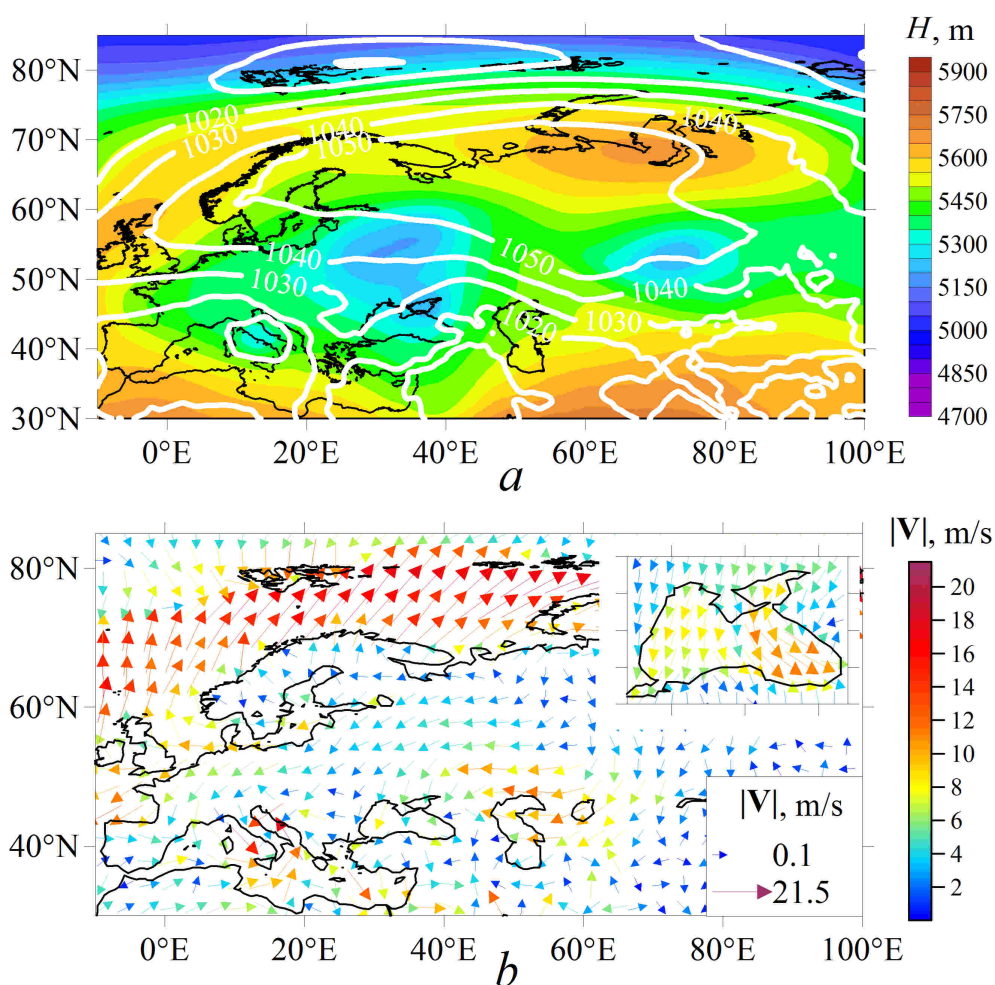 H, m
80°N
70°N
60°N
50°N
40°N
30°N
1020
1030
1040
1050
1040
1040
1030
1050
1040
1020
1030
5900
5750
5600
5450
5300
5150
5000
4850
4700
0°E
20°E
40°E
60°E
80°E
100°E
a
|V|, m/s
80°N
60°N
40°N
20
18
16
14
12
10
8
6
4
2
|V|, m/s
0.1
21.5
0°E
20°E
40°E
60°E
80°E
100°E
b